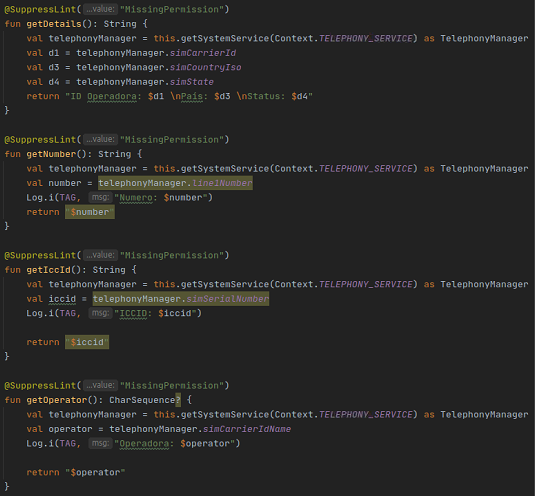 @SuppressLint( ...value: "MissingPermission")
fun getDetails(): String {
val telephonyManager = this.getSystemService(Context.TELEPHONY_SERVICE) as TelephonyManager
val d1 = telephonyManager.simCarrierId
val d3 = telephonyManager.simCountryIso
val d4 = telephonyManager.simState
return "ID Operadora: $d1 \nPais: $d3 \nStatus: $d4"
}
@SuppressLint( ...value: "MissingPermission")
fun getNumber(): String {
val telephonyManager = this.getSystemService(Context.TELEPHONY_SERVICE) as TelephonyManager
val number = telephonyManager.line1Number
Log.i(TAG, msg: "Numero: $number")
return "$number"
}
@SuppressLint( ...value: "MissingPermission")
fun getIccId(): String {
val telephonyManager = this.getSystemService(Context.TELEPHONY_SERVICE) as TelephonyManager
val iccid = telephonyManager.simSerialNumber
Log.i(TAG, msg: "ICCID: $iccid")
return "$iccid"
}
@SuppressLint( ...value: "MissingPermission")
fun getOperator(): CharSequence? {
val telephonyManager = this.getSystemService(Context.TELEPHONY_SERVICE) as TelephonyManager
val operator = telephonyManager.simCarrierIdName
Log.i(TAG, msg: "Operadora: $operator")
return "$operator"
}